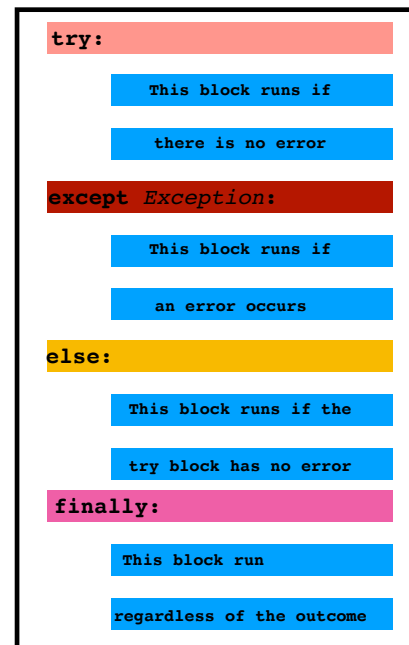 try:
This block runs if
there is no error
except Exception:
This block runs if
an error occurs
else:
This block runs if the
try block has no error
finally:
This block run
regardless of the outcome